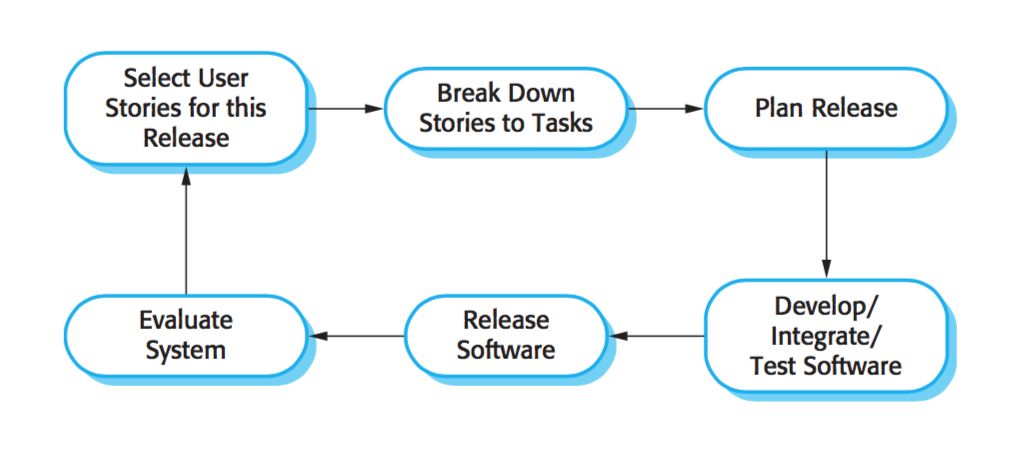 Select User
Stories for this
Release
Break Down
Stories to Tasks
Plan Release
Evaluate
System
Release
Software
Develop/
Integrate/
Test Software